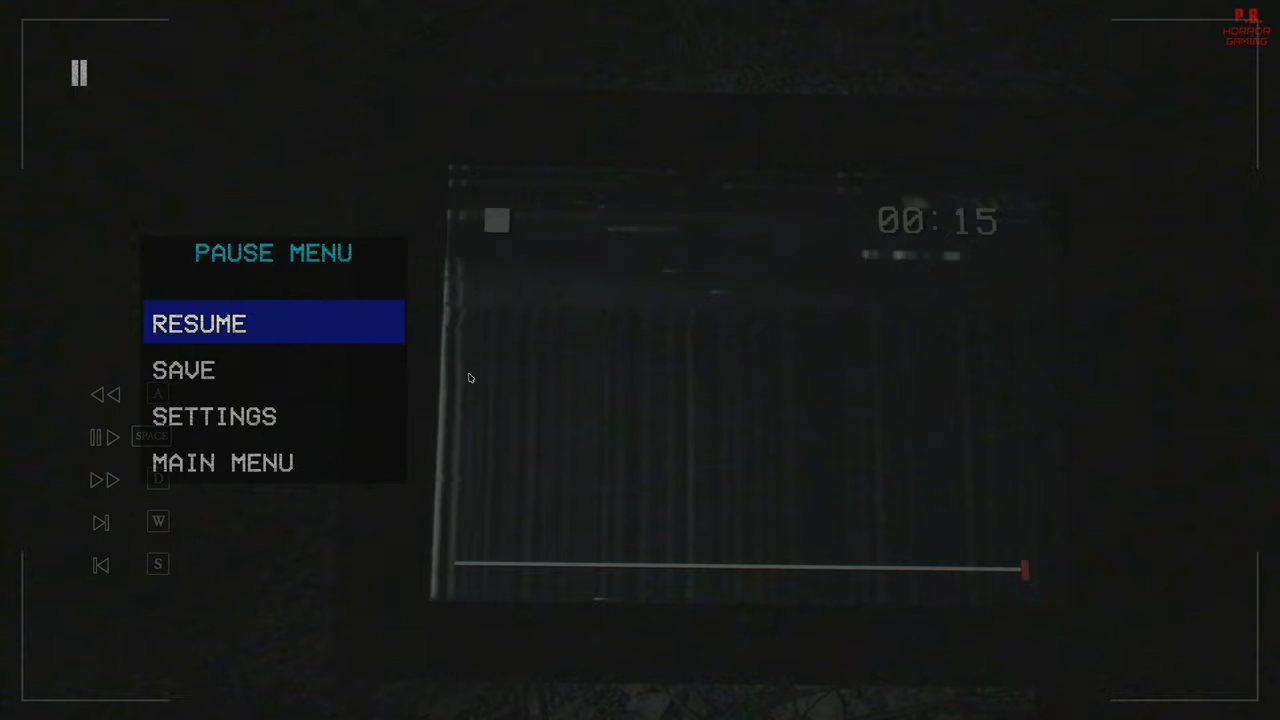 P.R.
HORROR
GAMING
00:15
PAUSE MENU
RESUME
SAVE
A
SETTINGS
SPACE
MAIN MENU
D
W
S